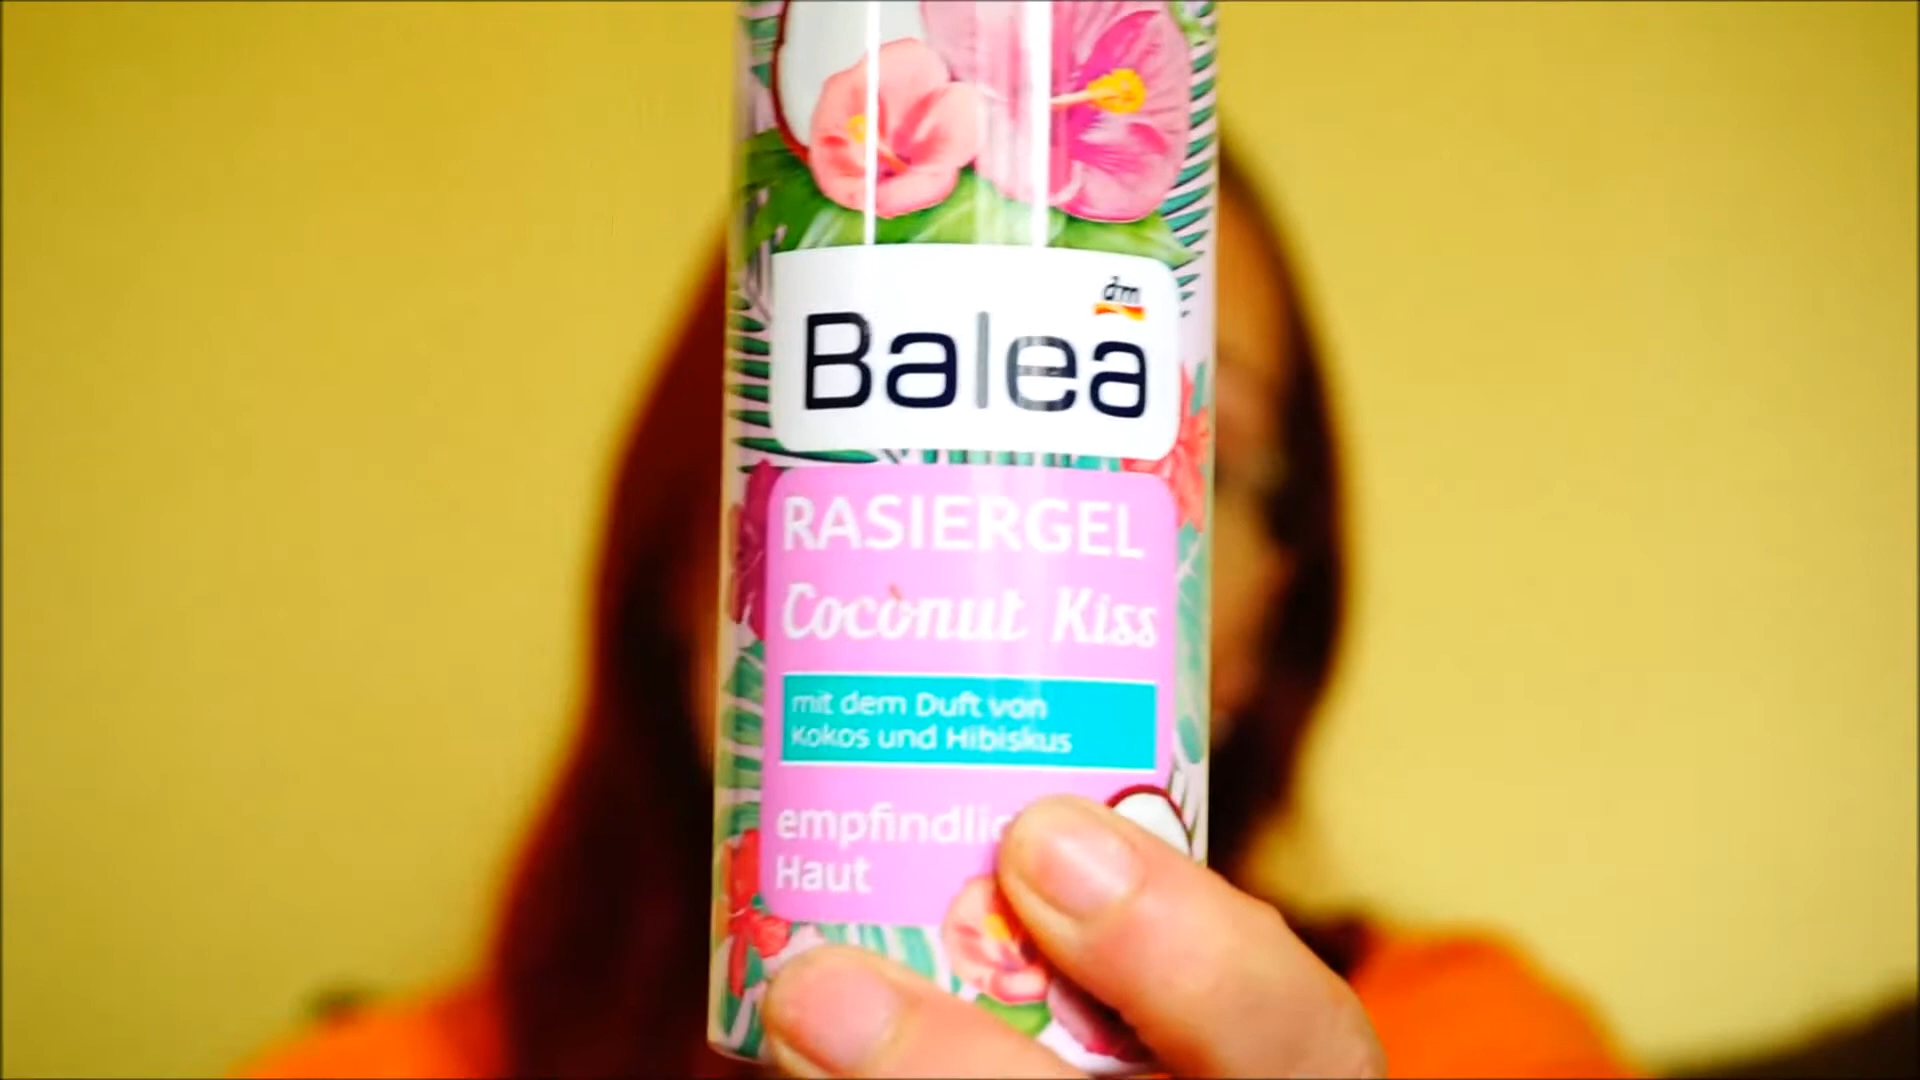 dm
Balea
RASIERGEL
Coconut Kiss
mit dem Duft von
Kokos und Hibiskus
Haut